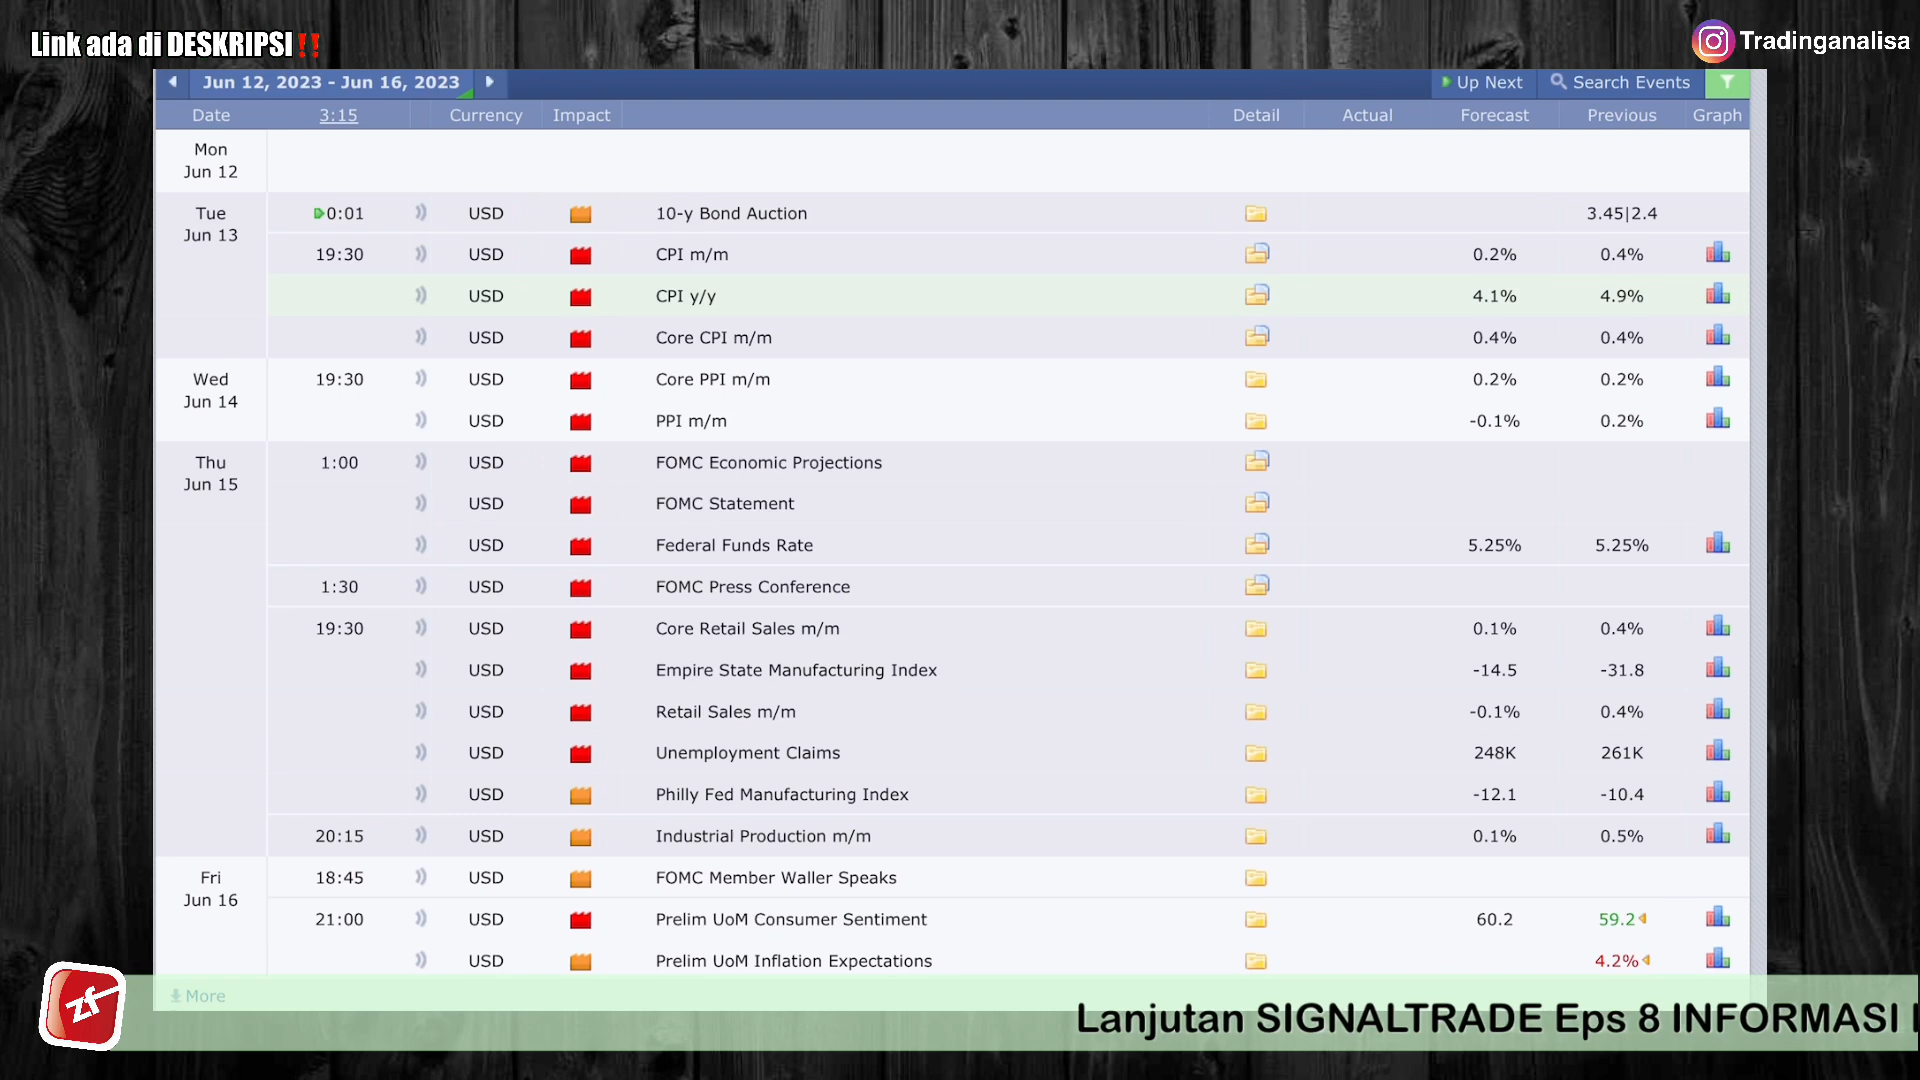 Link ada di DESKRIPSI‼
Tradinganalisa
Jun 12, 2023 - Jun 16, 2023 Up Next Search Events
Date 3:15 Currency Impact Detail Actual Forecast Previous Graph
Mon
Jun 12
Tue
Jun 13
0:01 USD 10-y Bond Auction 3.45|2.4
19:30 USD CPI m/m 0.2% 0.4%
USD CPI y/y 4.1% 4.9%
USD Core CPI m/m 0.4% 0.4%
Wed
Jun 14
19:30 USD Core PPI m/m 0.2% 0.2%
USD PPI m/m -0.1% 0.2%
Thu
Jun 15
1:00 USD FOMC Economic Projections
USD FOMC Statement
USD Federal Funds Rate 5.25% 5.25%
1:30 USD FOMC Press Conference
19:30 USD Core Retail Sales m/m 0.1% 0.4%
USD Empire State Manufacturing Index -14.5 -31.8
USD Retail Sales m/m -0.1% 0.4%
USD Unemployment Claims 248K 261K
USD Philly Fed Manufacturing Index -12.1 -10.4
20:15 USD Industrial Production m/m 0.1% 0.5%
Fri
Jun 16
18:45 USD FOMC Member Waller Speaks
21:00 USD Prelim UoM Consumer Sentiment 60.2 59.2
USD Prelim UoM Inflation Expectations 4.2%
More
zf
Lanjutan SIGNALTRADE Eps 8 INFORMASI